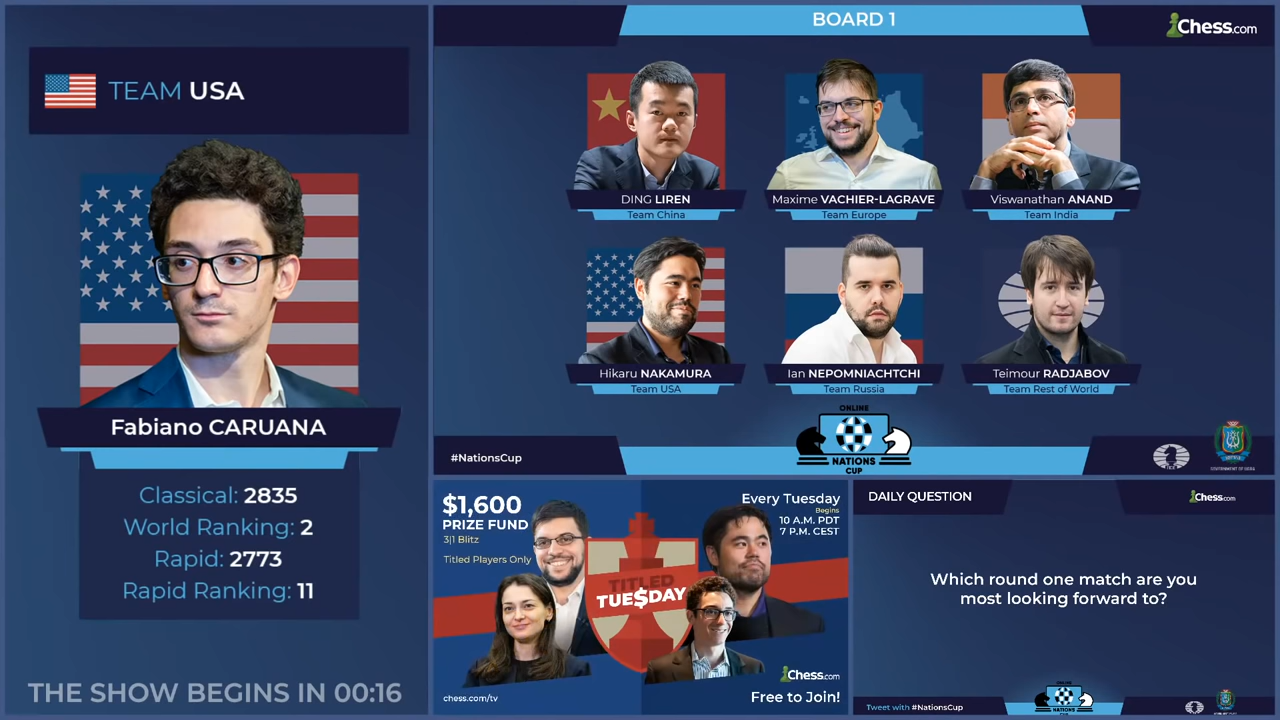 TEAM USA
Fabiano CARUANA
Classical: 2835
World Ranking: 2
Rapid: 2773
Rapid Ranking: 11
THE SHOW BEGINS IN 00:16
BOARD 1
Chess.com
DING LIREN
Team China
Maxime VACHIER-LAGRAVE
Team Europe
Viswanathan ANAND
Team India
Hikaru NAKAMURA
Team USA
Ian NEPOMNIACHTCHI
Team Russia
Teimour RADJABOV
Team Rest of World
#NationsCup
ONLINE
NATIONS
CUP
$1,600
PRIZE FUND
3|1 Blitz
Titled Players Only
Every Tuesday
Begins
10 A.M. PDT
7 P.M. CEST
TITLED
TUE$DAY
chess.com/tv
Chess.com
Free to Join!
DAILY QUESTION
Chess.com
Which round one match are you
most looking forward to?
Tweet with #NationsCup
ONLINE
NATIONS
CUP